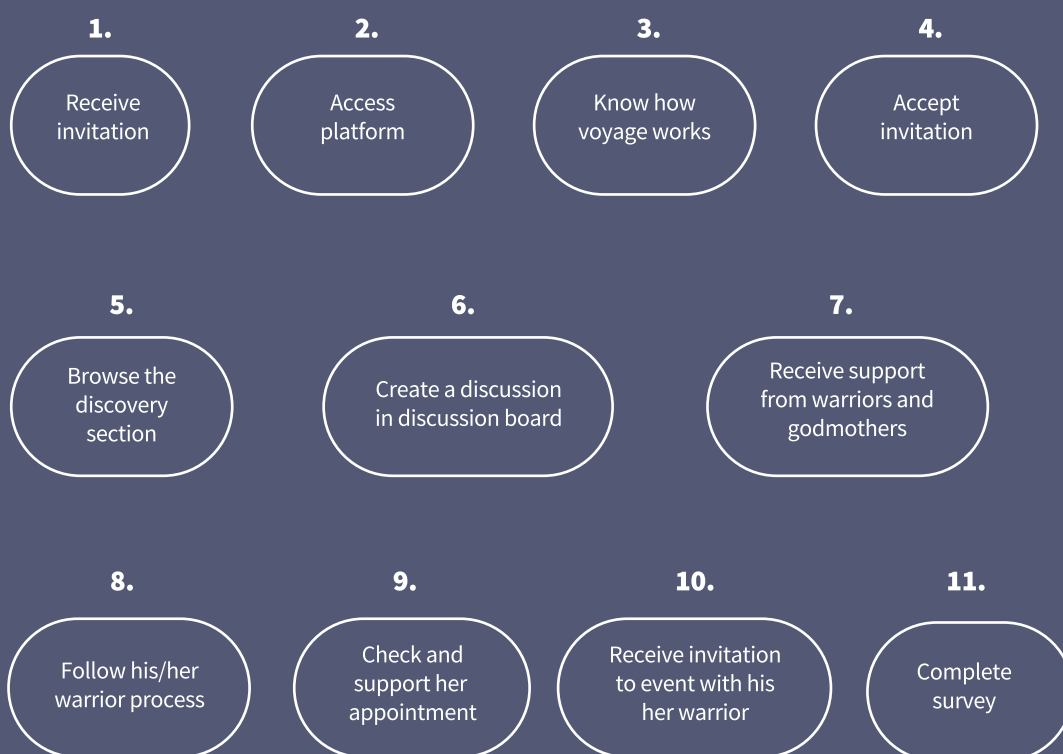 1.
Receive
invitation
2.
Access
platform
3.
Know how
voyage works
4.
Accept
invitation
5.
Browse the
discovery
section
6.
Create a discussion
in discussion board
7.
Receive support
from warriors and
godmothers
8.
Follow his/her
warrior process
9.
Check and
support her
appointment
10.
Receive invitation
to event with his
her warrior
11.
Complete
survey